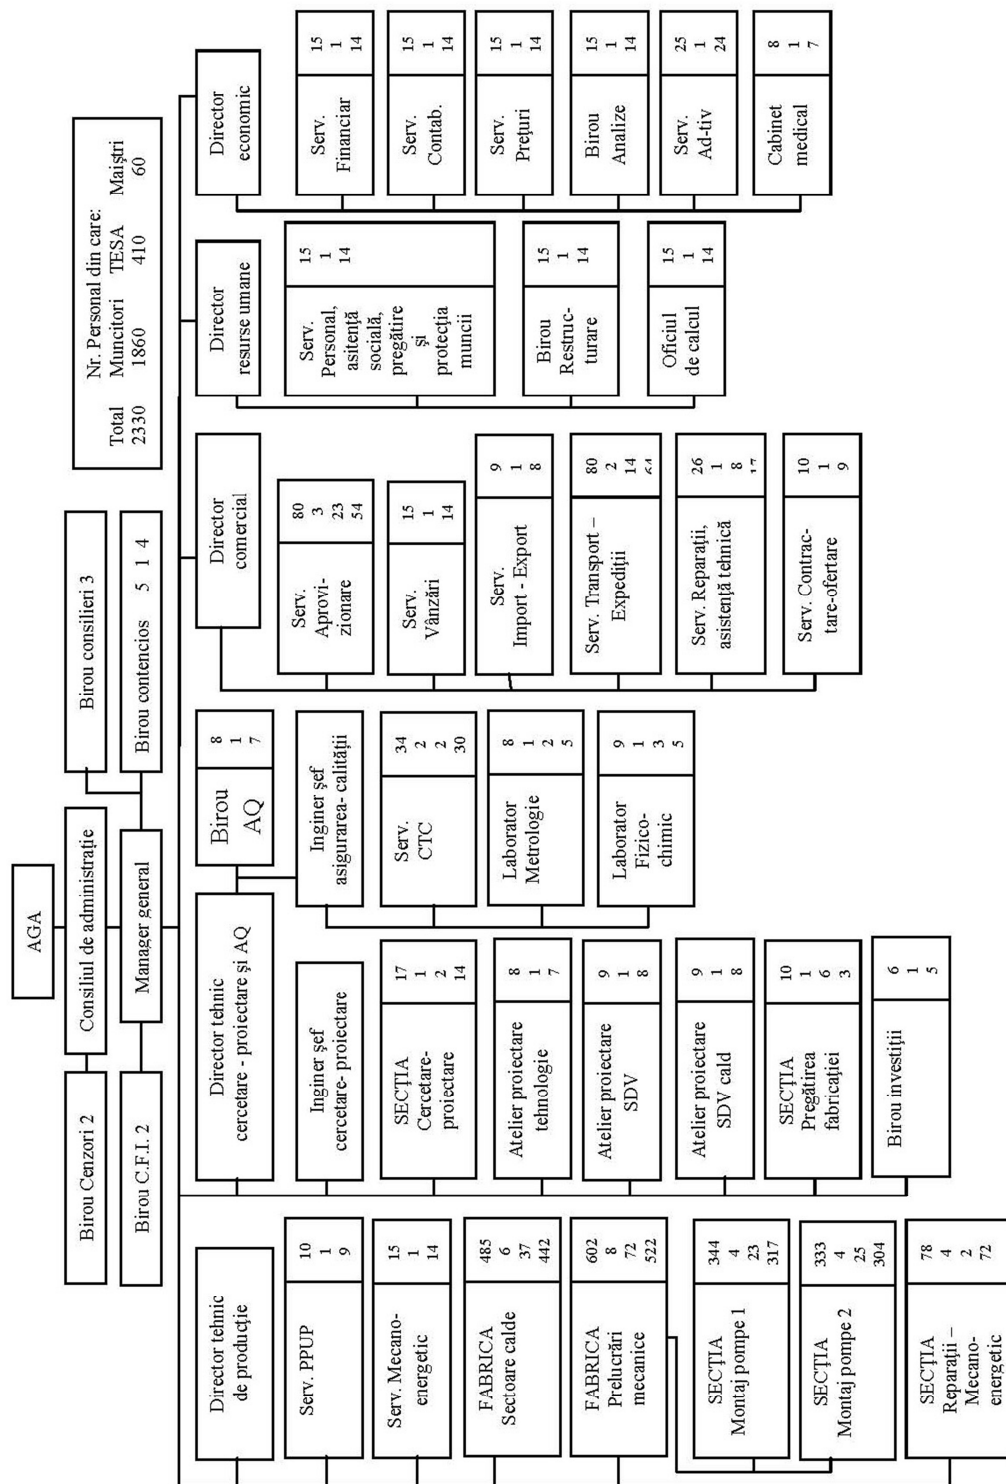 AGA
Birou Cenzori 2
Consiliul de administrație
Birou consilieri 3
Birou C.F.I. 2
Manager general
Birou contencios 5 1 4
Nr. Personal din care:
Total Muncitori TESA Maiștri
2330 1860 410 60
Director tehnic
de producție
Serv. PPUP
10
1
9
Serv. Mecano-
energetic
15
1
14
FABRICA
Sectoare calde
485
6
37
442
FABRICA
Prelucrări
mecanice
602
8
72
522
SECȚIA
Montaj pompe 1
344
4
23
317
SECȚIA
Montaj pompe 2
333
4
25
304
SECȚIA
Reparații –
Mecano-
energetic
78
4
2
72
Director tehnic
cercetare - proiectare și AQ
Birou
AQ
8
1
7
Inginer șef
cercetare- proiectare
SECȚIA
Cercetare-
proiectare
17
1
2
14
Atelier proiectare
tehnologie
8
1
7
Atelier proiectare
SDV
9
1
8
Atelier proiectare
SDV cald
9
1
8
SECȚIA
Pregătirea
fabricației
10
1
6
3
Birou investiții
6
1
5
Inginer șef
asigurarea- calității
Serv.
CTC
34
2
2
30
Laborator
Metrologie
8
1
2
5
Laborator
Fizico-
chimic
9
1
3
5
Director
comercial
Serv.
Aprovi-
zionare
80
3
23
54
Serv.
Vânzări
15
1
14
Serv.
Import - Export
9
1
8
Serv. Transport –
Expediții
80
2
14
64
Serv. Reparații,
asistență tehnică
26
1
8
17
Serv. Contrac-
tare-ofertare
10
1
9
Director
resurse umane
Serv.
Personal,
asitență
socială,
pregătire
și
protecția
muncii
15
1
14
Birou
Restruc-
turare
15
1
14
Oficiul
de calcul
15
1
14
Director
economic
Serv.
Financiar
15
1
14
Serv.
Contab.
15
1
14
Serv.
Prețuri
15
1
14
Birou
Analize
15
1
14
Serv.
Ad-tiv
25
1
24
Cabinet
medical
8
1
7